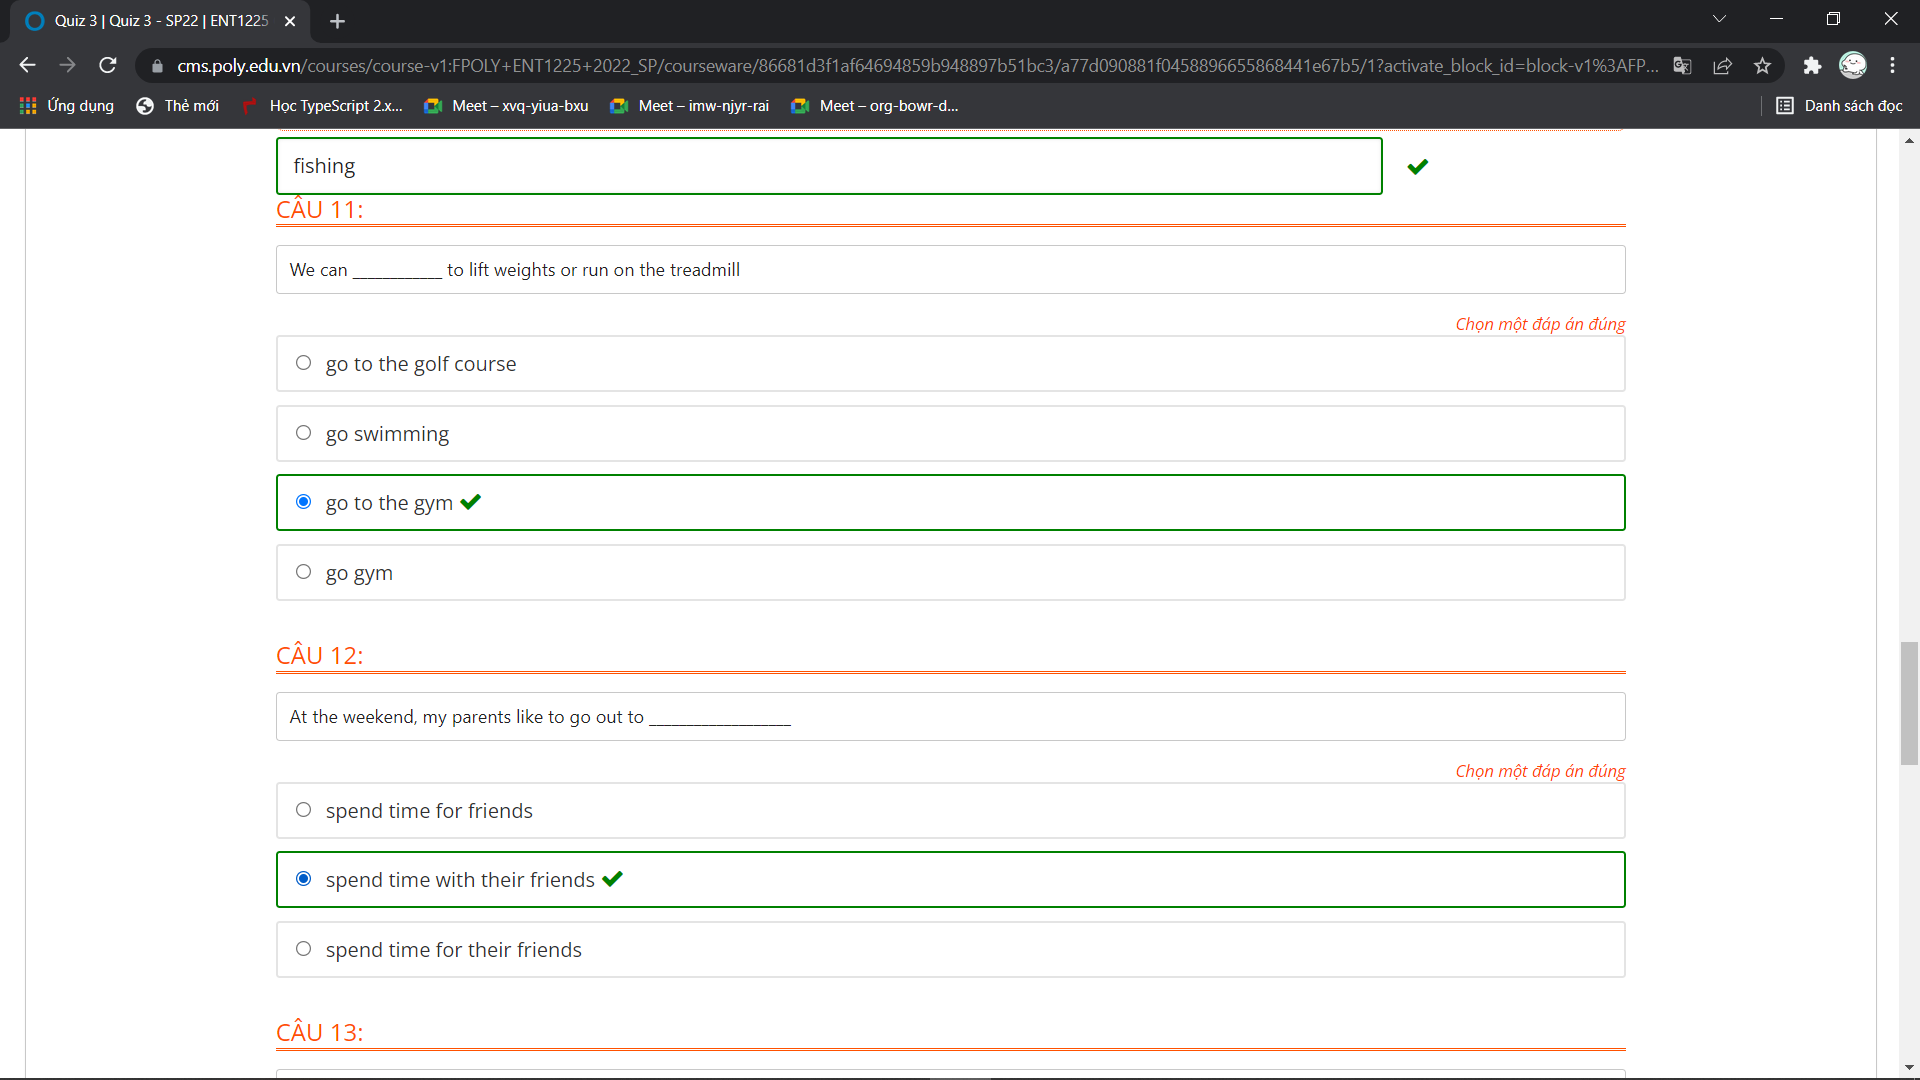 Quiz 3 | Quiz 3 - SP22 | ENT1225
cms.poly.edu.vn/courses/course-v1:FPOLY+ENT1225+2022_SP/courseware/86681d3f1af64694859b948897b51bc3/a77d090881f0458896655868441e67b5/1?activate_block_id=block-v1%3AFP...
Ứng dụng Thẻ mới Học TypeScript 2.x... Meet – xvq-yiua-bxu Meet – imw-njyr-rai Meet – org-bowr-d... Danh sách đọc
fishing
CÂU 11:
We can ____________ to lift weights or run on the treadmill
Chọn một đáp án đúng
go to the golf course
go swimming
go to the gym
go gym
CÂU 12:
At the weekend, my parents like to go out to ___________________
Chọn một đáp án đúng
spend time for friends
spend time with their friends
spend time for their friends
CÂU 13: